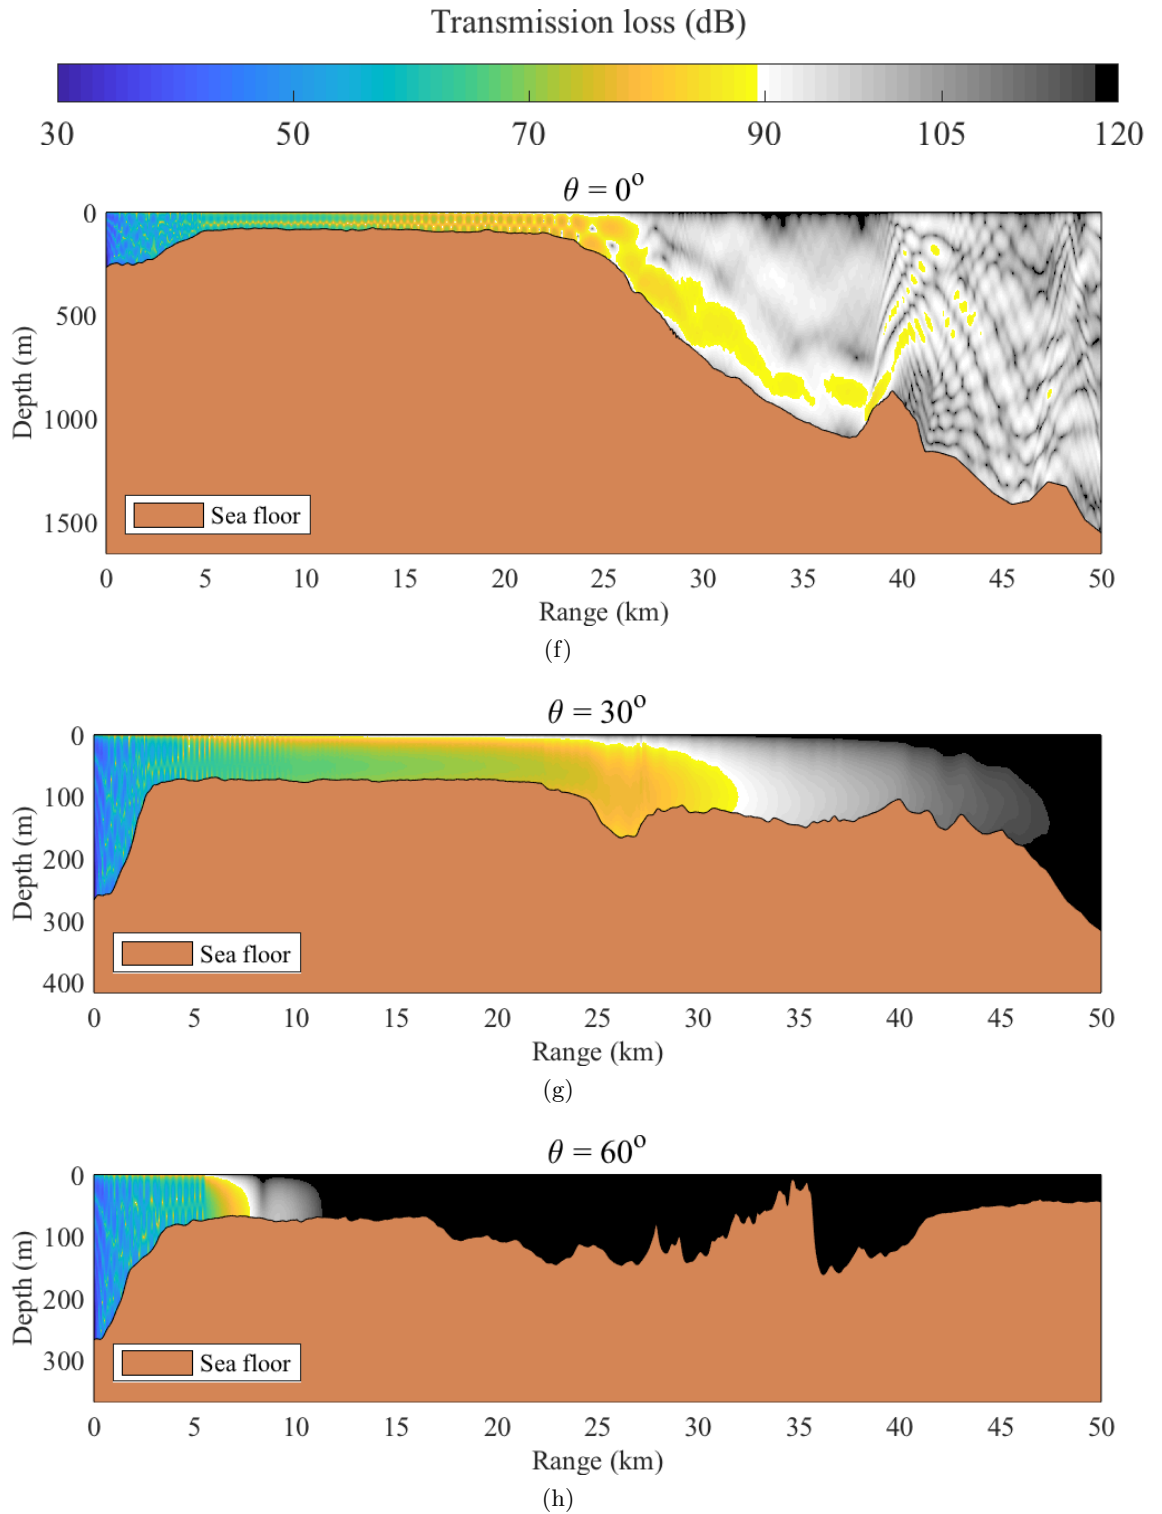 Transmission loss (dB)
30 50 70 90 105 120
θ = 0o
0
500
1000
1500
Depth (m)
Sea floor
0 5 10 15 20 25 30 35 40 45 50
Range (km)
(f)
θ = 30o
0
100
200
300
400
Depth (m)
Sea floor
0 5 10 15 20 25 30 35 40 45 50
Range (km)
(g)
θ = 60o
0
100
200
300
Depth (m)
Sea floor
0 5 10 15 20 25 30 35 40 45 50
Range (km)
(h)